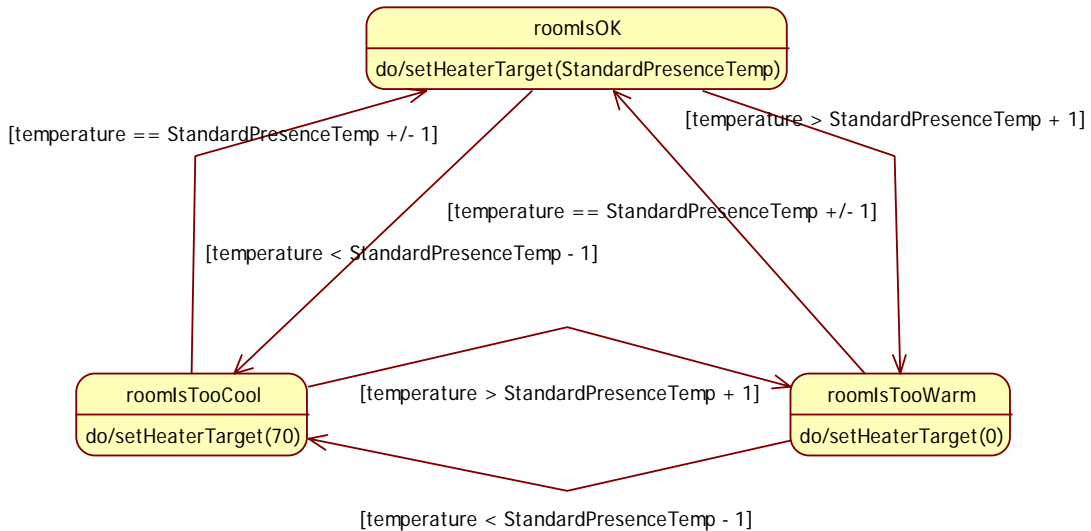 roomIsOK
do/setHeaterTarget(StandardPresenceTemp)
[temperature == StandardPresenceTemp +/- 1]
[temperature > StandardPresenceTemp + 1]
[temperature == StandardPresenceTemp +/- 1]
[temperature < StandardPresenceTemp - 1]
roomIsTooCool
do/setHeaterTarget(70)
[temperature > StandardPresenceTemp + 1]
roomIsTooWarm
do/setHeaterTarget(0)
[temperature < StandardPresenceTemp - 1]